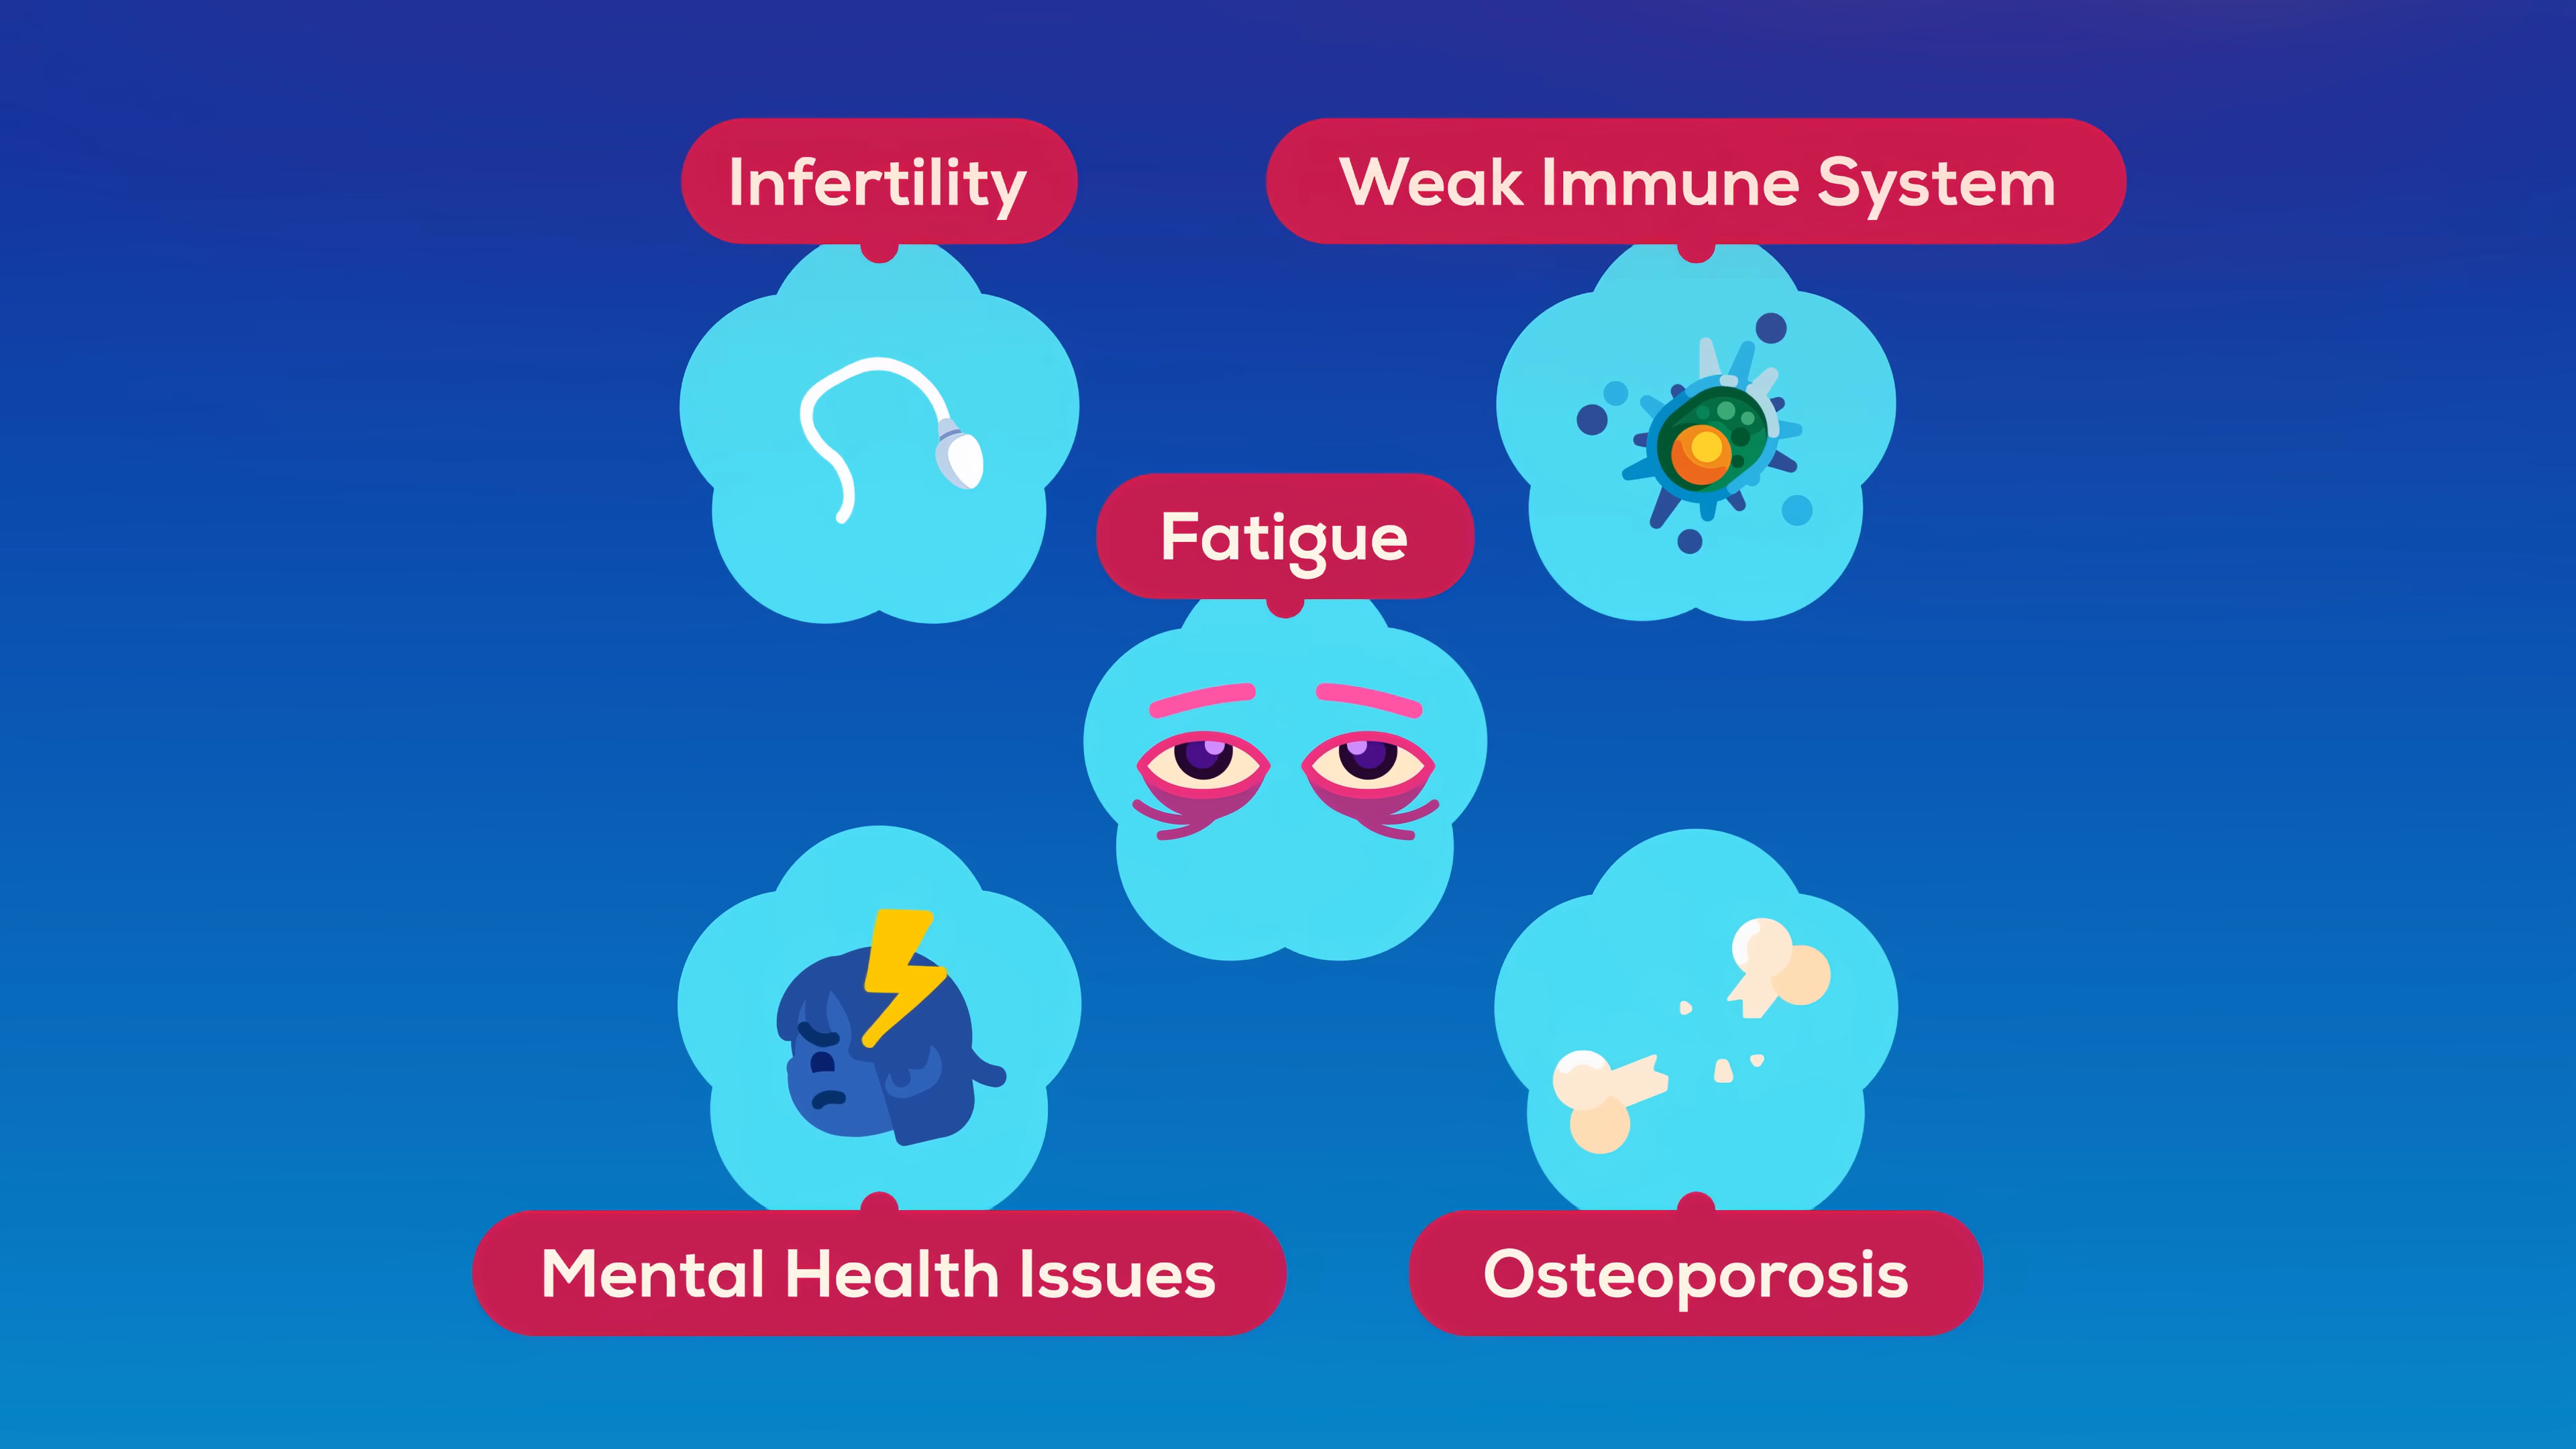 Infertility
Weak Immune System
Fatigue
Mental Health Issues
Osteoporosis